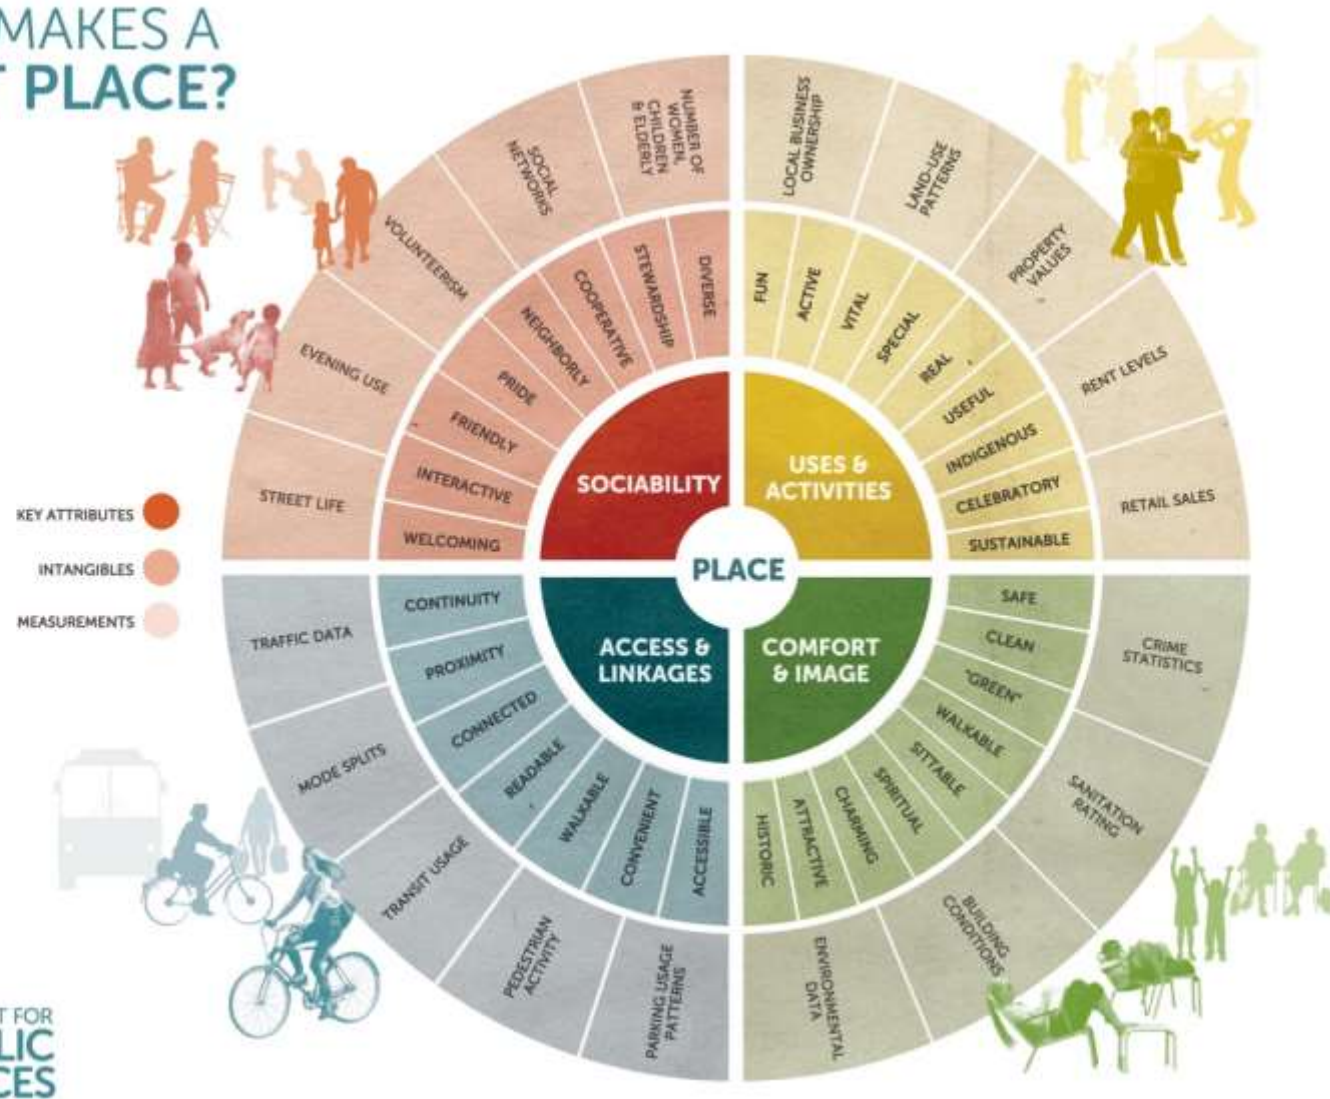 MAKES A
T PLACE?
KEY ATTRIBUTES
INTANGIBLES
MEASUREMENTS
PLACE
SOCIABILITY
USES &
ACTIVITIES
COMFORT
& IMAGE
ACCESS &
LINKAGES
WELCOMING
INTERACTIVE
FRIENDLY
PRIDE
NEIGHBORLY
COOPERATIVE
STEWARDSHIP
DIVERSE
FUN
ACTIVE
VITAL
SPECIAL
REAL
USEFUL
INDIGENOUS
CELEBRATORY
SUSTAINABLE
SAFE
CLEAN
"GREEN"
WALKABLE
SITTABLE
SPIRITUAL
CHARMING
ATTRACTIVE
HISTORIC
ACCESSIBLE
CONVENIENT
WALKABLE
READABLE
CONNECTED
PROXIMITY
CONTINUITY
STREET LIFE
EVENING USE
VOLUNTEERISM
SOCIAL
NETWORKS
NUMBER OF
WOMEN,
CHILDREN
& ELDERLY
LOCAL BUSINESS
OWNERSHIP
LAND-USE
PATTERNS
PROPERTY
VALUES
RENT LEVELS
RETAIL SALES
CRIME
STATISTICS
SANITATION
RATING
BUILDING
CONDITIONS
ENVIRONMENTAL
DATA
PARKING USAGE
PATTERNS
PEDESTRIAN
ACTIVITY
TRANSIT USAGE
MODE SPLITS
TRAFFIC DATA
T FOR
LIC
CES